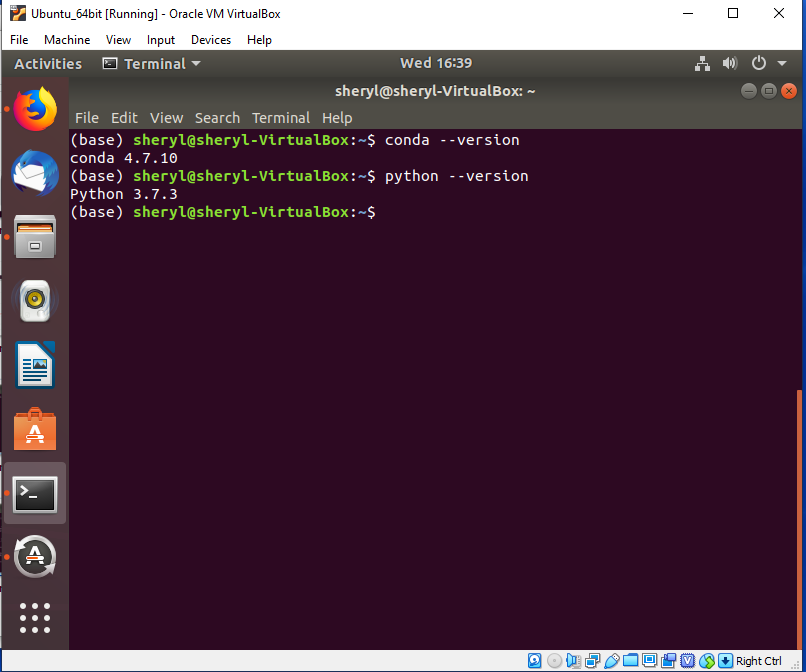 Ubuntu_64bit [Running] - Oracle VM VirtualBox
File Machine View Input Devices Help
Activities Terminal Wed 16:39
sheryl@sheryl-VirtualBox: ~
File Edit View Search Terminal Help
(base) sheryl@sheryl-VirtualBox:~$ conda --version
conda 4.7.10
(base) sheryl@sheryl-VirtualBox:~$ python --version
Python 3.7.3
(base) sheryl@sheryl-VirtualBox:~$
Right Ctrl